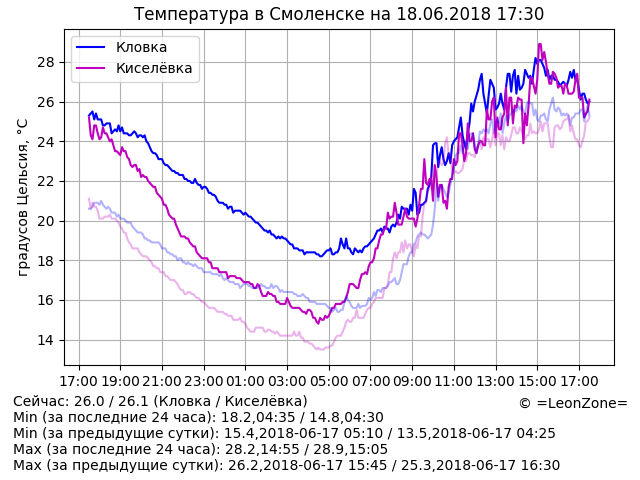 Температура в Смоленске на 18.06.2018 17:30
Кловка
Киселёвка
градусов Цельсия, °C
28
26
24
22
20
18
16
14
17:00 19:00 21:00 23:00 01:00 03:00 05:00 07:00 09:00 11:00 13:00 15:00 17:00
Сейчас: 26.0 / 26.1 (Кловка / Киселёвка)
© =LeonZone=
Min (за последние 24 часа): 18.2,04:35 / 14.8,04:30
Min (за предыдущие сутки): 15.4,2018-06-17 05:10 / 13.5,2018-06-17 04:25
Max (за последние 24 часа): 28.2,14:55 / 28.9,15:05
Max (за предыдущие сутки): 26.2,2018-06-17 15:45 / 25.3,2018-06-17 16:30